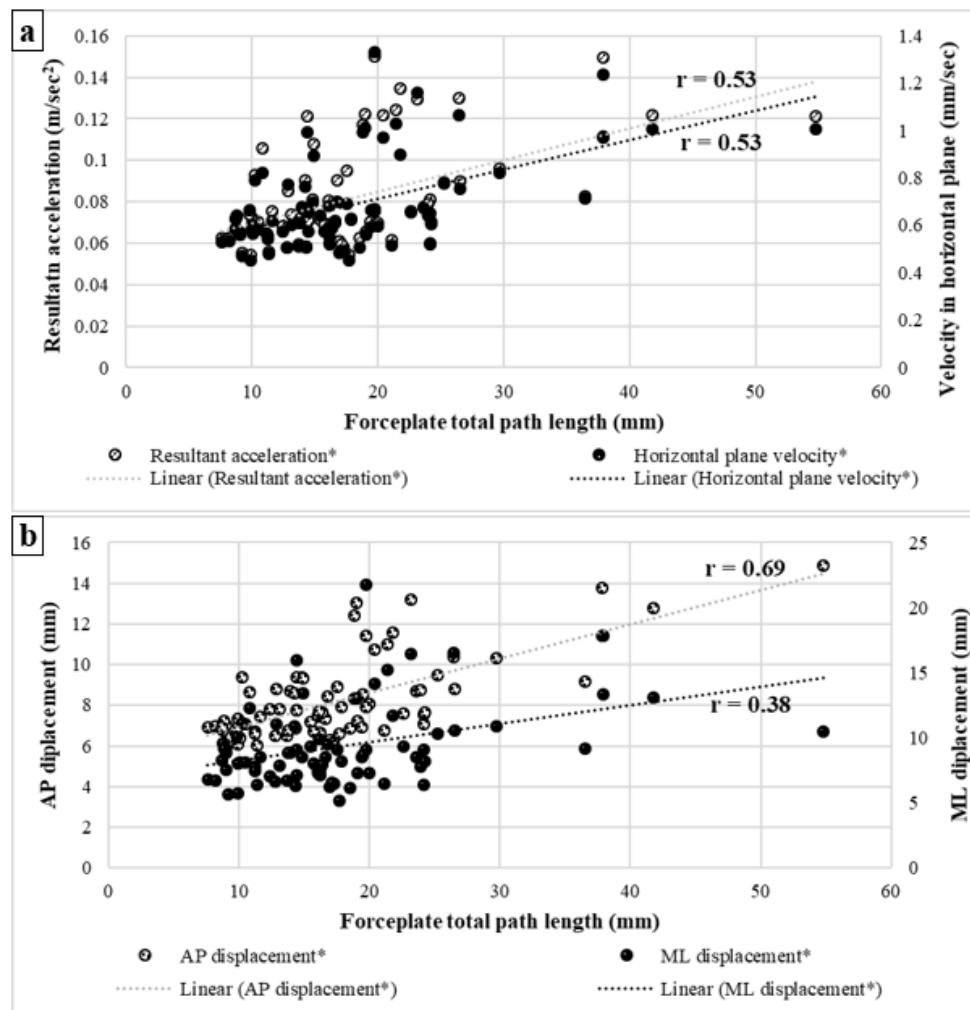 a
0.16
0.14
0.12
0.1
0.08
0.06
0.04
0.02
0
Resultatn acceleration (m/sec²)
1.4
1.2
1
0.8
0.6
0.4
0.2
0
Velocity in horizontal plane (mm/sec)
r = 0.53
r = 0.53
0 10 20 30 40 50 60
Forceplate total path length (mm)
Resultant acceleration* Horizontal plane velocity*
Linear (Resultant acceleration*) Linear (Horizontal plane velocity*)
b
16
14
12
10
8
6
4
2
0
AP diplacement (mm)
25
20
15
10
5
0
ML diplacement (mm)
r = 0.69
r = 0.38
0 10 20 30 40 50 60
Forceplate total path length (mm)
AP displacement* ML displacement*
Linear (AP displacement*) Linear (ML displacement*)